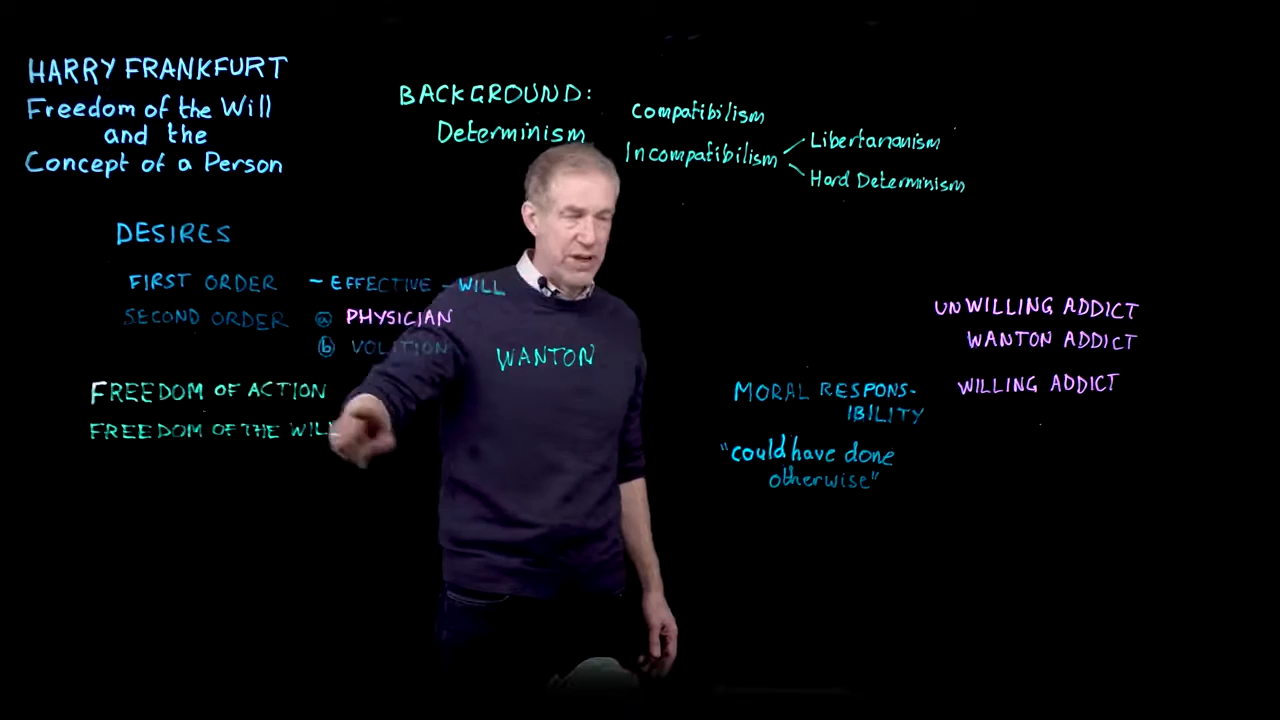 HARRY FRANKFURT
Freedom of the Will
and the
Concept of a Person
BACKGROUND:
Determinism
Compatibilism
Incompatibilism
Libertarianism
Hard Determinism
DESIRES
FIRST ORDER - EFFECTIVE - WILL
SECOND ORDER ⓐ PHYSICIAN
ⓑ VOLITION
WANTON
FREEDOM OF ACTION
FREEDOM OF THE WILL
MORAL RESPONS-
IBILITY
"could have done
otherwise"
UNWILLING ADDICT
WANTON ADDICT
WILLING ADDICT